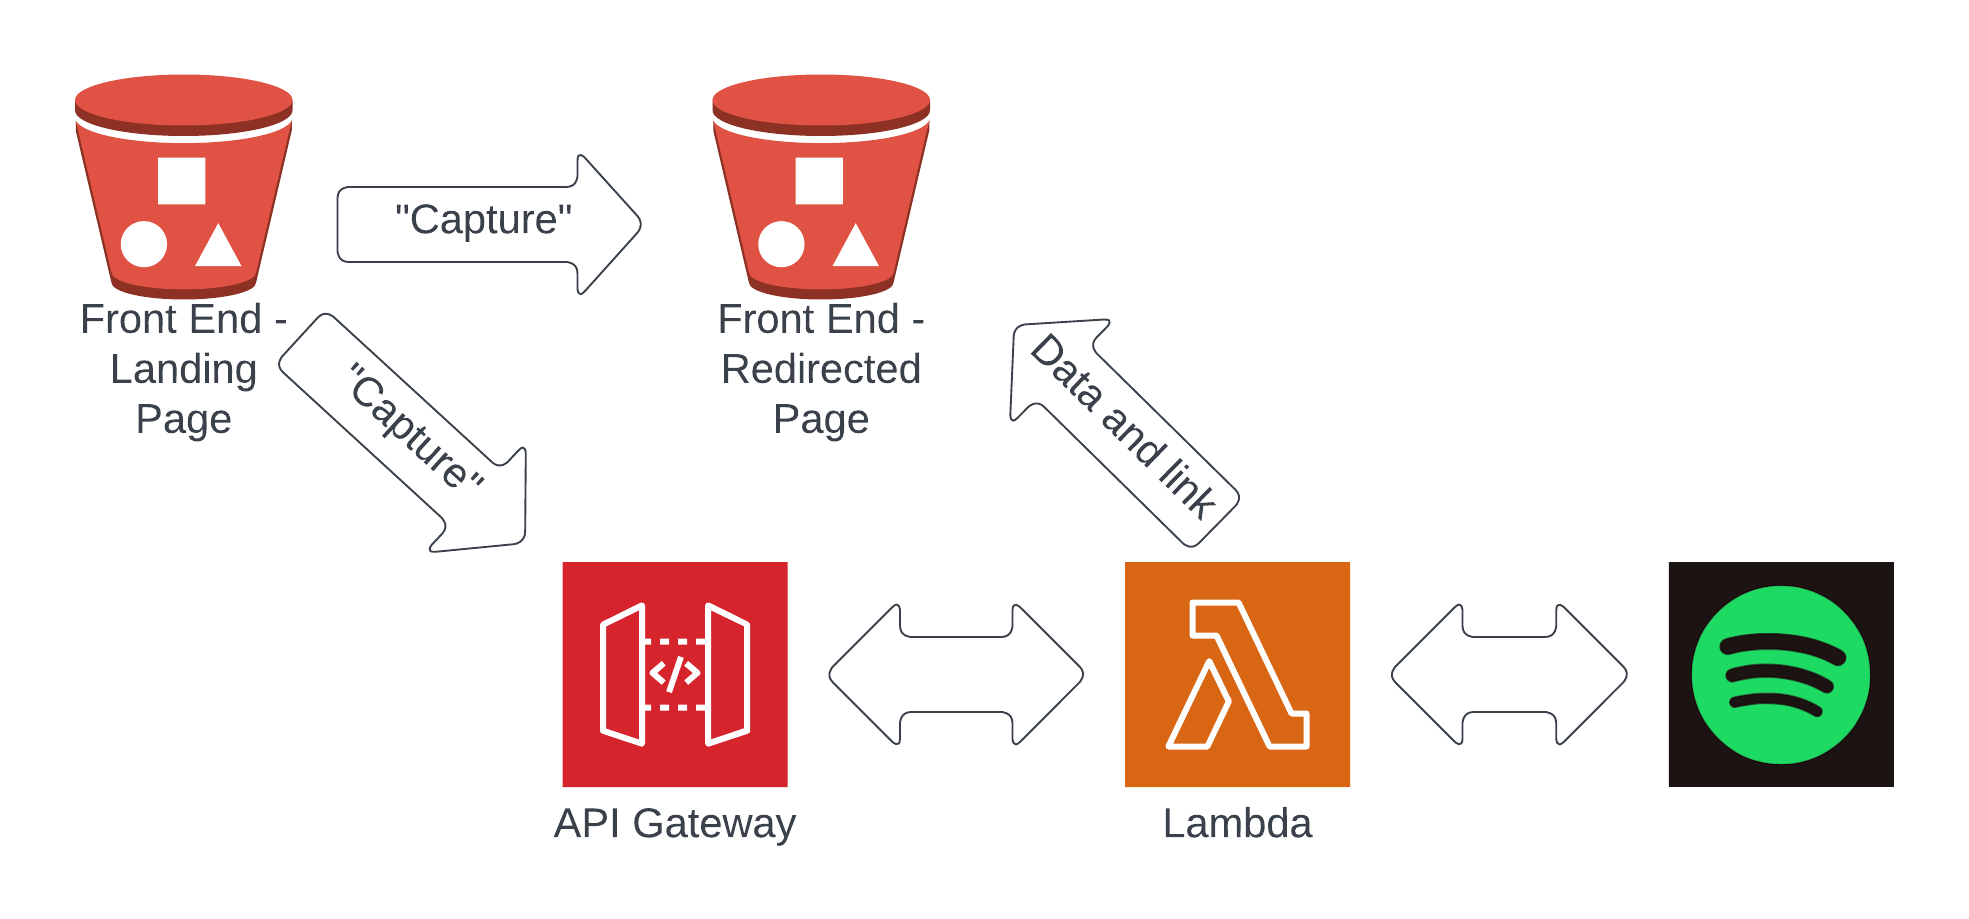 "Capture"
Front End -
Landing
Page
Front End -
Redirected
Page
"Capture"
Data and link
</>
API Gateway
Lambda